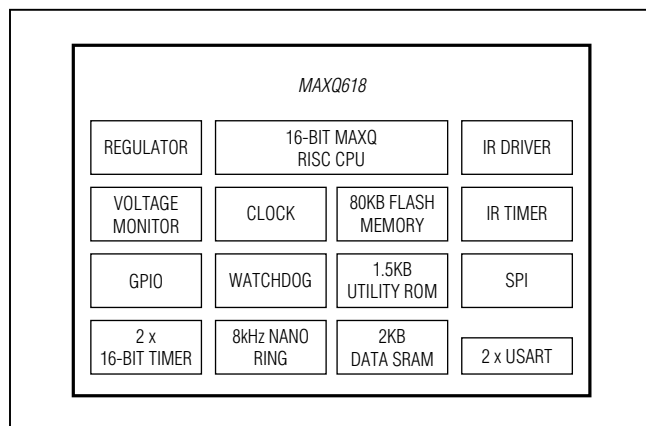 MAXQ618
REGULATOR
16-BIT MAXQ
RISC CPU
IR DRIVER
VOLTAGE
MONITOR
CLOCK
80KB FLASH
MEMORY
IR TIMER
GPIO
WATCHDOG
1.5KB
UTILITY ROM
SPI
2 x
16-BIT TIMER
8kHz NANO
RING
2KB
DATA SRAM
2 x USART